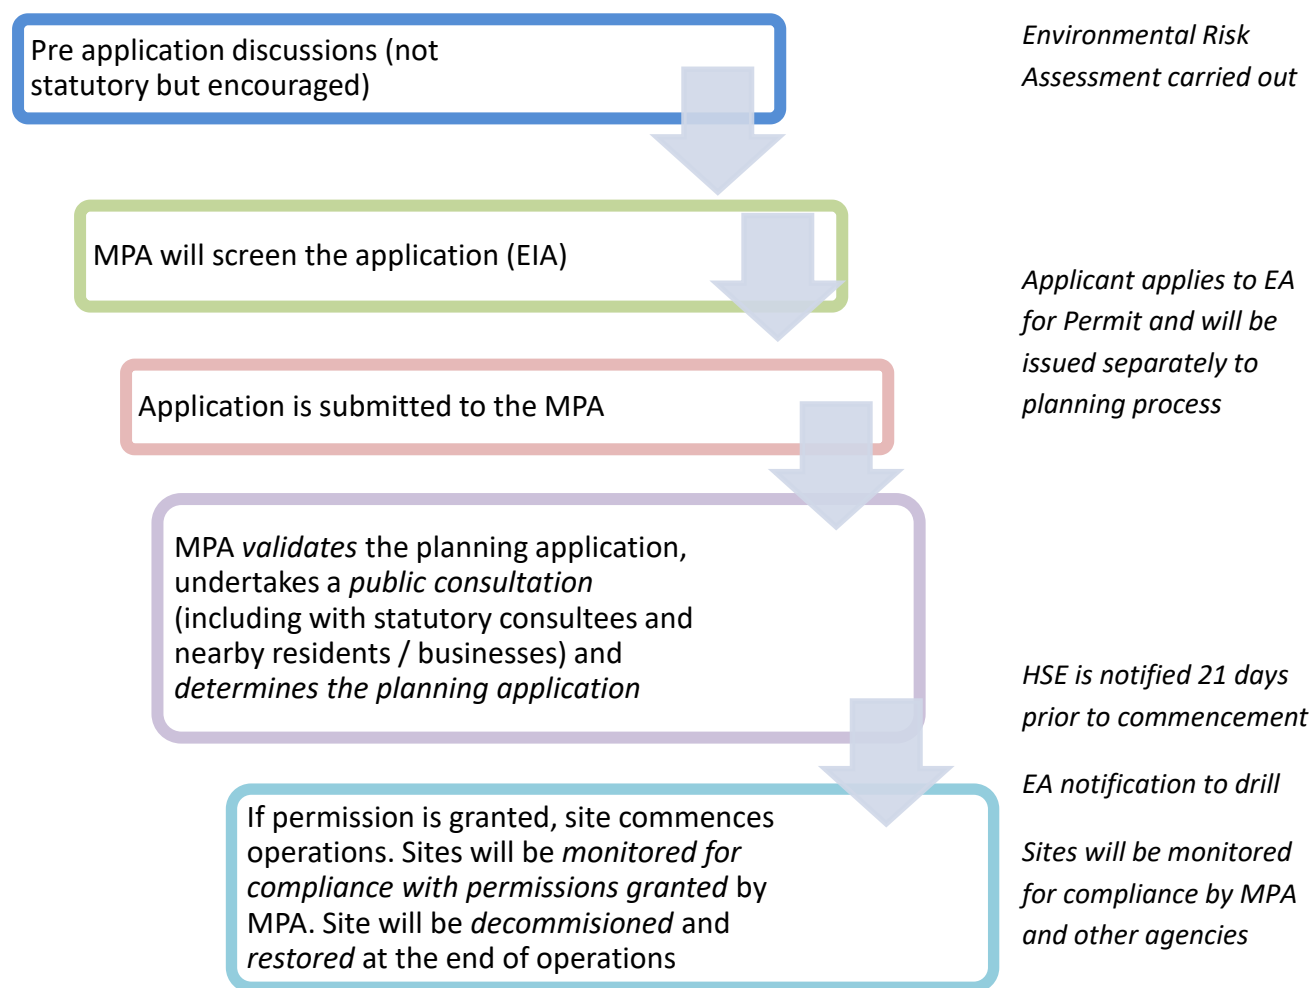 Pre application discussions (not
statutory but encouraged)
Environmental Risk
Assessment carried out
MPA will screen the application (EIA)
Applicant applies to EA
for Permit and will be
issued separately to
planning process
Application is submitted to the MPA
MPA validates the planning application,
undertakes a public consultation
(including with statutory consultees and
nearby residents / businesses) and
determines the planning application
HSE is notified 21 days
prior to commencement
EA notification to drill
If permission is granted, site commences
operations. Sites will be monitored for
compliance with permissions granted by
MPA. Site will be decommisioned and
restored at the end of operations
Sites will be monitored
for compliance by MPA
and other agencies